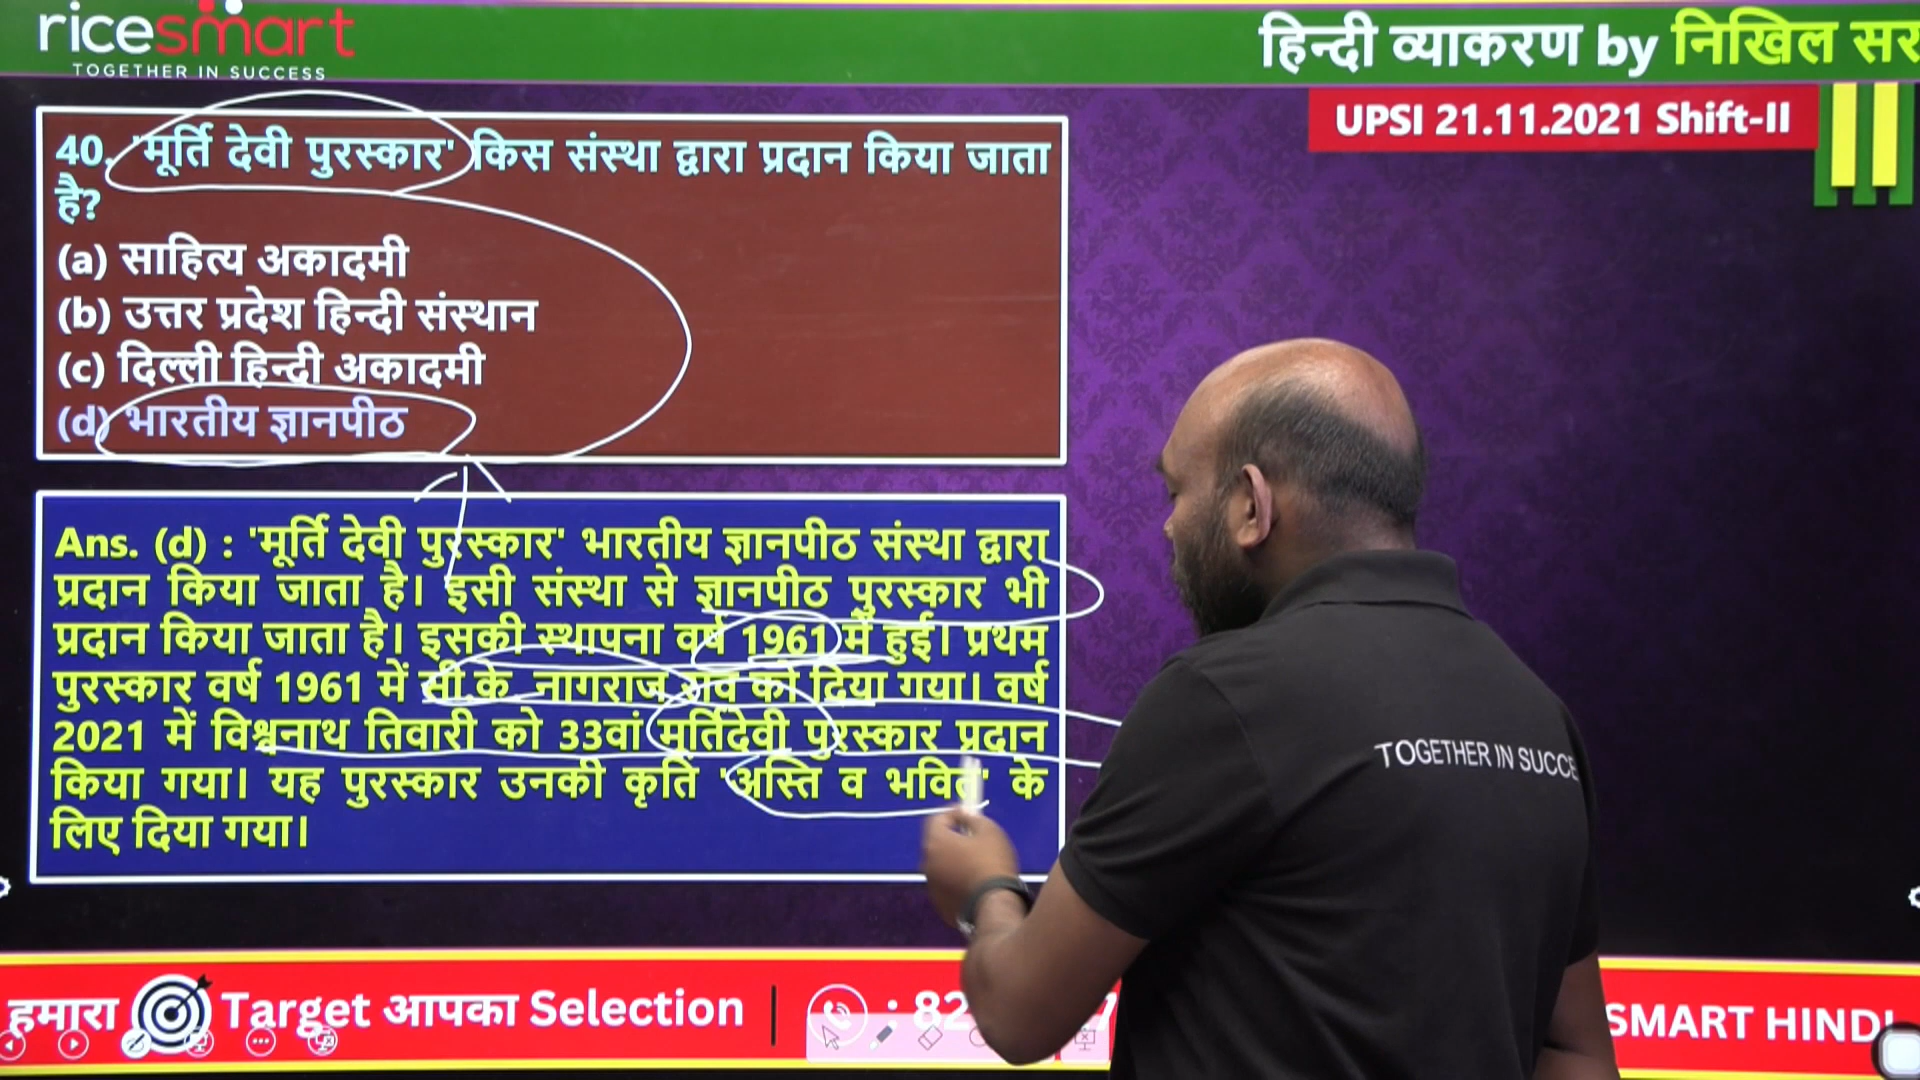 ricesmart
TOGETHER IN SUCCESS
हिन्दी व्याकरण by निखिल सर
UPSI 21.11.2021 Shift-II
40. 'मूर्ति देवी पुरस्कार' किस संस्था द्वारा प्रदान किया जाता
है?
(a) साहित्य अकादमी
(b) उत्तर प्रदेश हिन्दी संस्थान
(c) दिल्ली हिन्दी अकादमी
(d) भारतीय ज्ञानपीठ
Ans. (d) : 'मूर्ति देवी पुरस्कार' भारतीय ज्ञानपीठ संस्था द्वारा
प्रदान किया जाता है। इसी संस्था से ज्ञानपीठ पुरस्कार भी
प्रदान किया जाता है। इसकी स्थापना वर्ष 1961 में हुई। प्रथम
पुरस्कार वर्ष 1961 में सी.के. नागराज राव को दिया गया। वर्ष
2021 में विश्वनाथ तिवारी को 33वां मूर्तिदेवी पुरस्कार प्रदान
किया गया। यह पुरस्कार उनकी कृति 'अस्ति व भवित' के
लिए दिया गया।
TOGETHER IN SUCCE
हमारा Target आपका Selection : 82
SMART HINDI